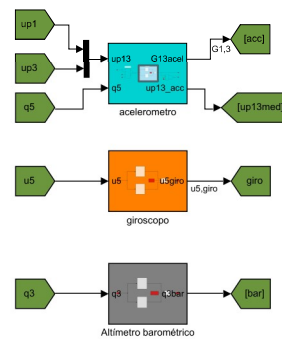 up1
[acc]
up13
G13acel
G1,3
up3
q5
up13_acc
q5
[up13med]
acelerometro
u5
u5
u5giro
giro
u5,giro
giroscopo
q3
q3
q3bar
[bar]
Altímetro barométrico